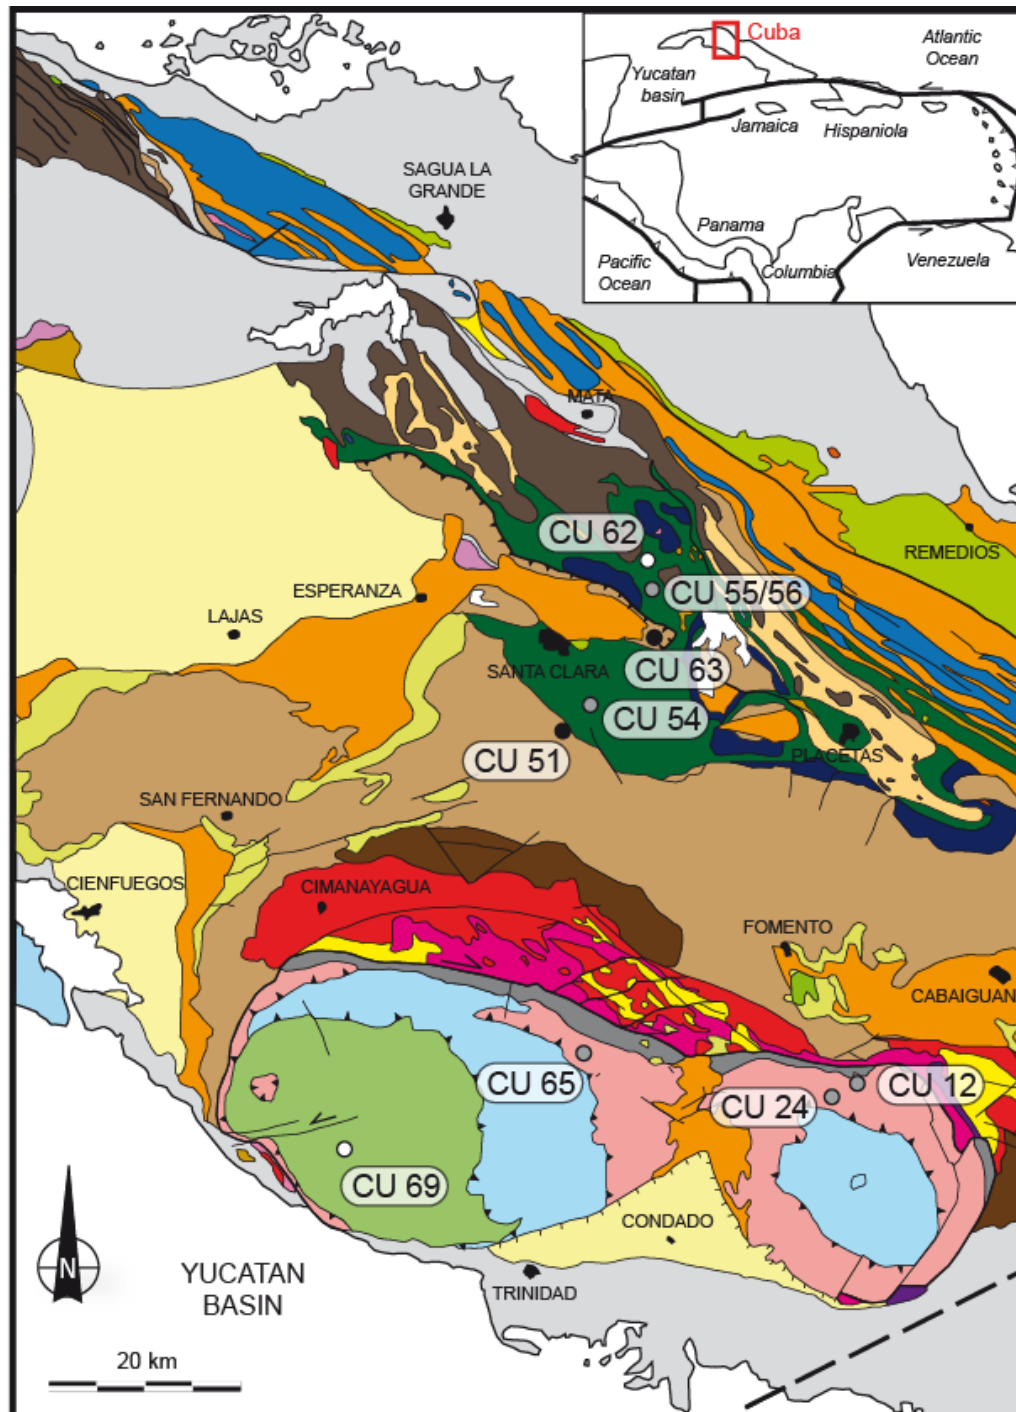 Cuba
Atlantic
Ocean
Yucatan
basin
Jamaica
Hispaniola
Panama
Pacific
Ocean
Columbia
Venezuela
SAGUA LA
GRANDE
MATA
REMEDIOS
CU 62
ESPERANZA
CU 55/56
LAJAS
SANTA CLARA
CU 63
CU 54
PLACETAS
CU 51
SAN FERNANDO
CIENFUEGOS
CIMANAYAGUA
FOMENTO
CABAIGUAN
CU 65
CU 12
CU 24
CU 69
CONDADO
N
YUCATAN
BASIN
TRINIDAD
20 km